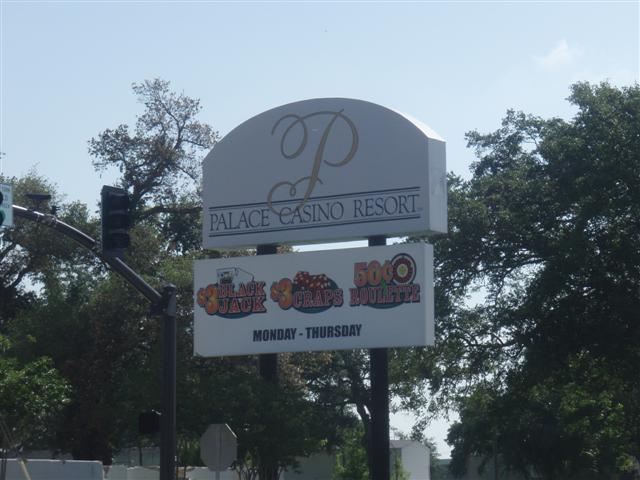 P
PALACE CASINO RESORT
$3 BLACK JACK $3 CRAPS 50¢ ROULETTE
MONDAY - THURSDAY